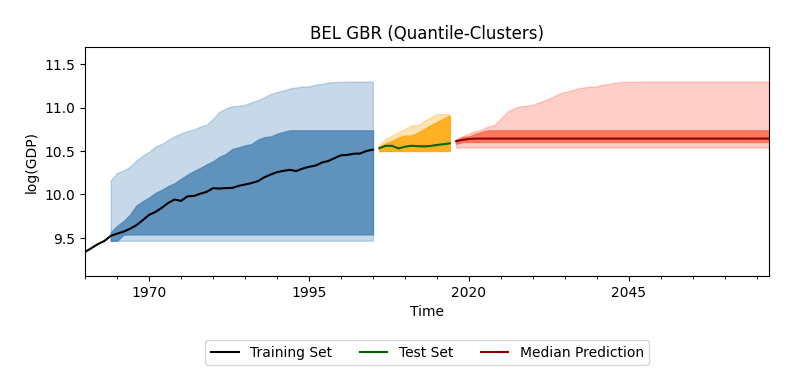 BEL GBR (Quantile-Clusters)
log(GDP)
11.5
11.0
10.5
10.0
9.5
1970 1995 2020 2045
Time
Training Set Test Set Median Prediction